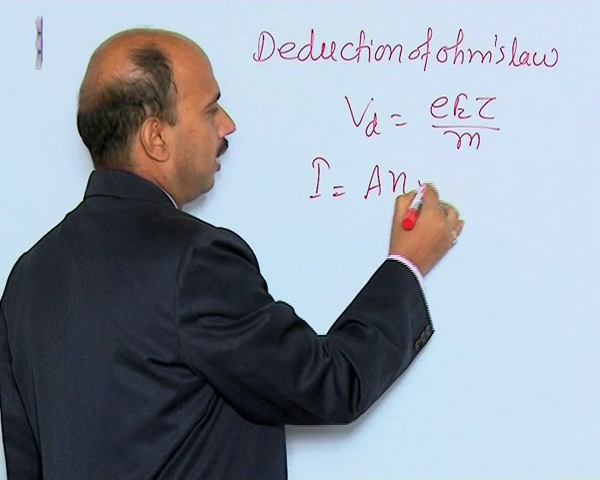 Deduction of ohm's law
Vd = eEτ/m
I = An